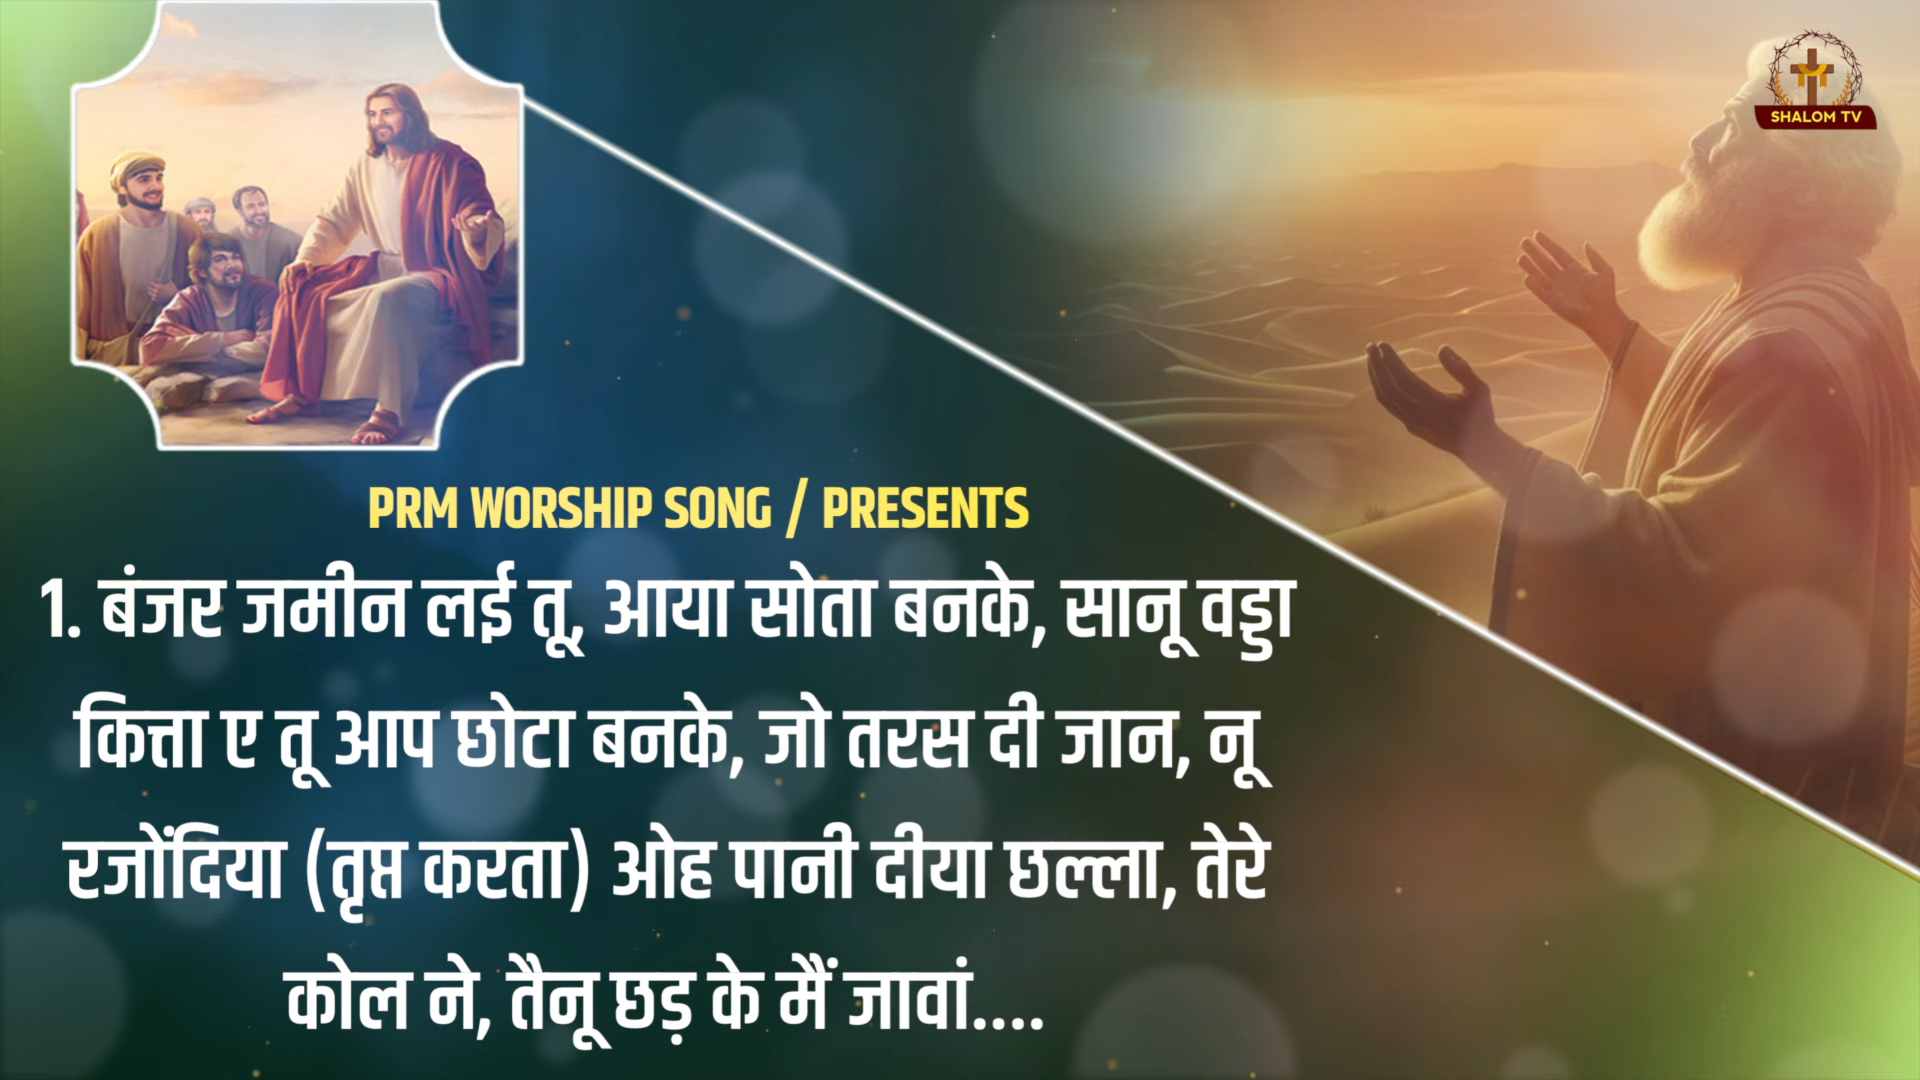 SHALOM TV
PRM WORSHIP SONG / PRESENTS
1. बंजर जमीन लई तू, आया सोता बनके, सानू वड्डा
कित्ता ए तू आप छोटा बनके, जो तरस दी जान, नू
रजोंदिया (तृप्त करता) ओह पानी दीया छल्ला, तेरे
कोल ने, तैनू छड़ के मैं जावां....